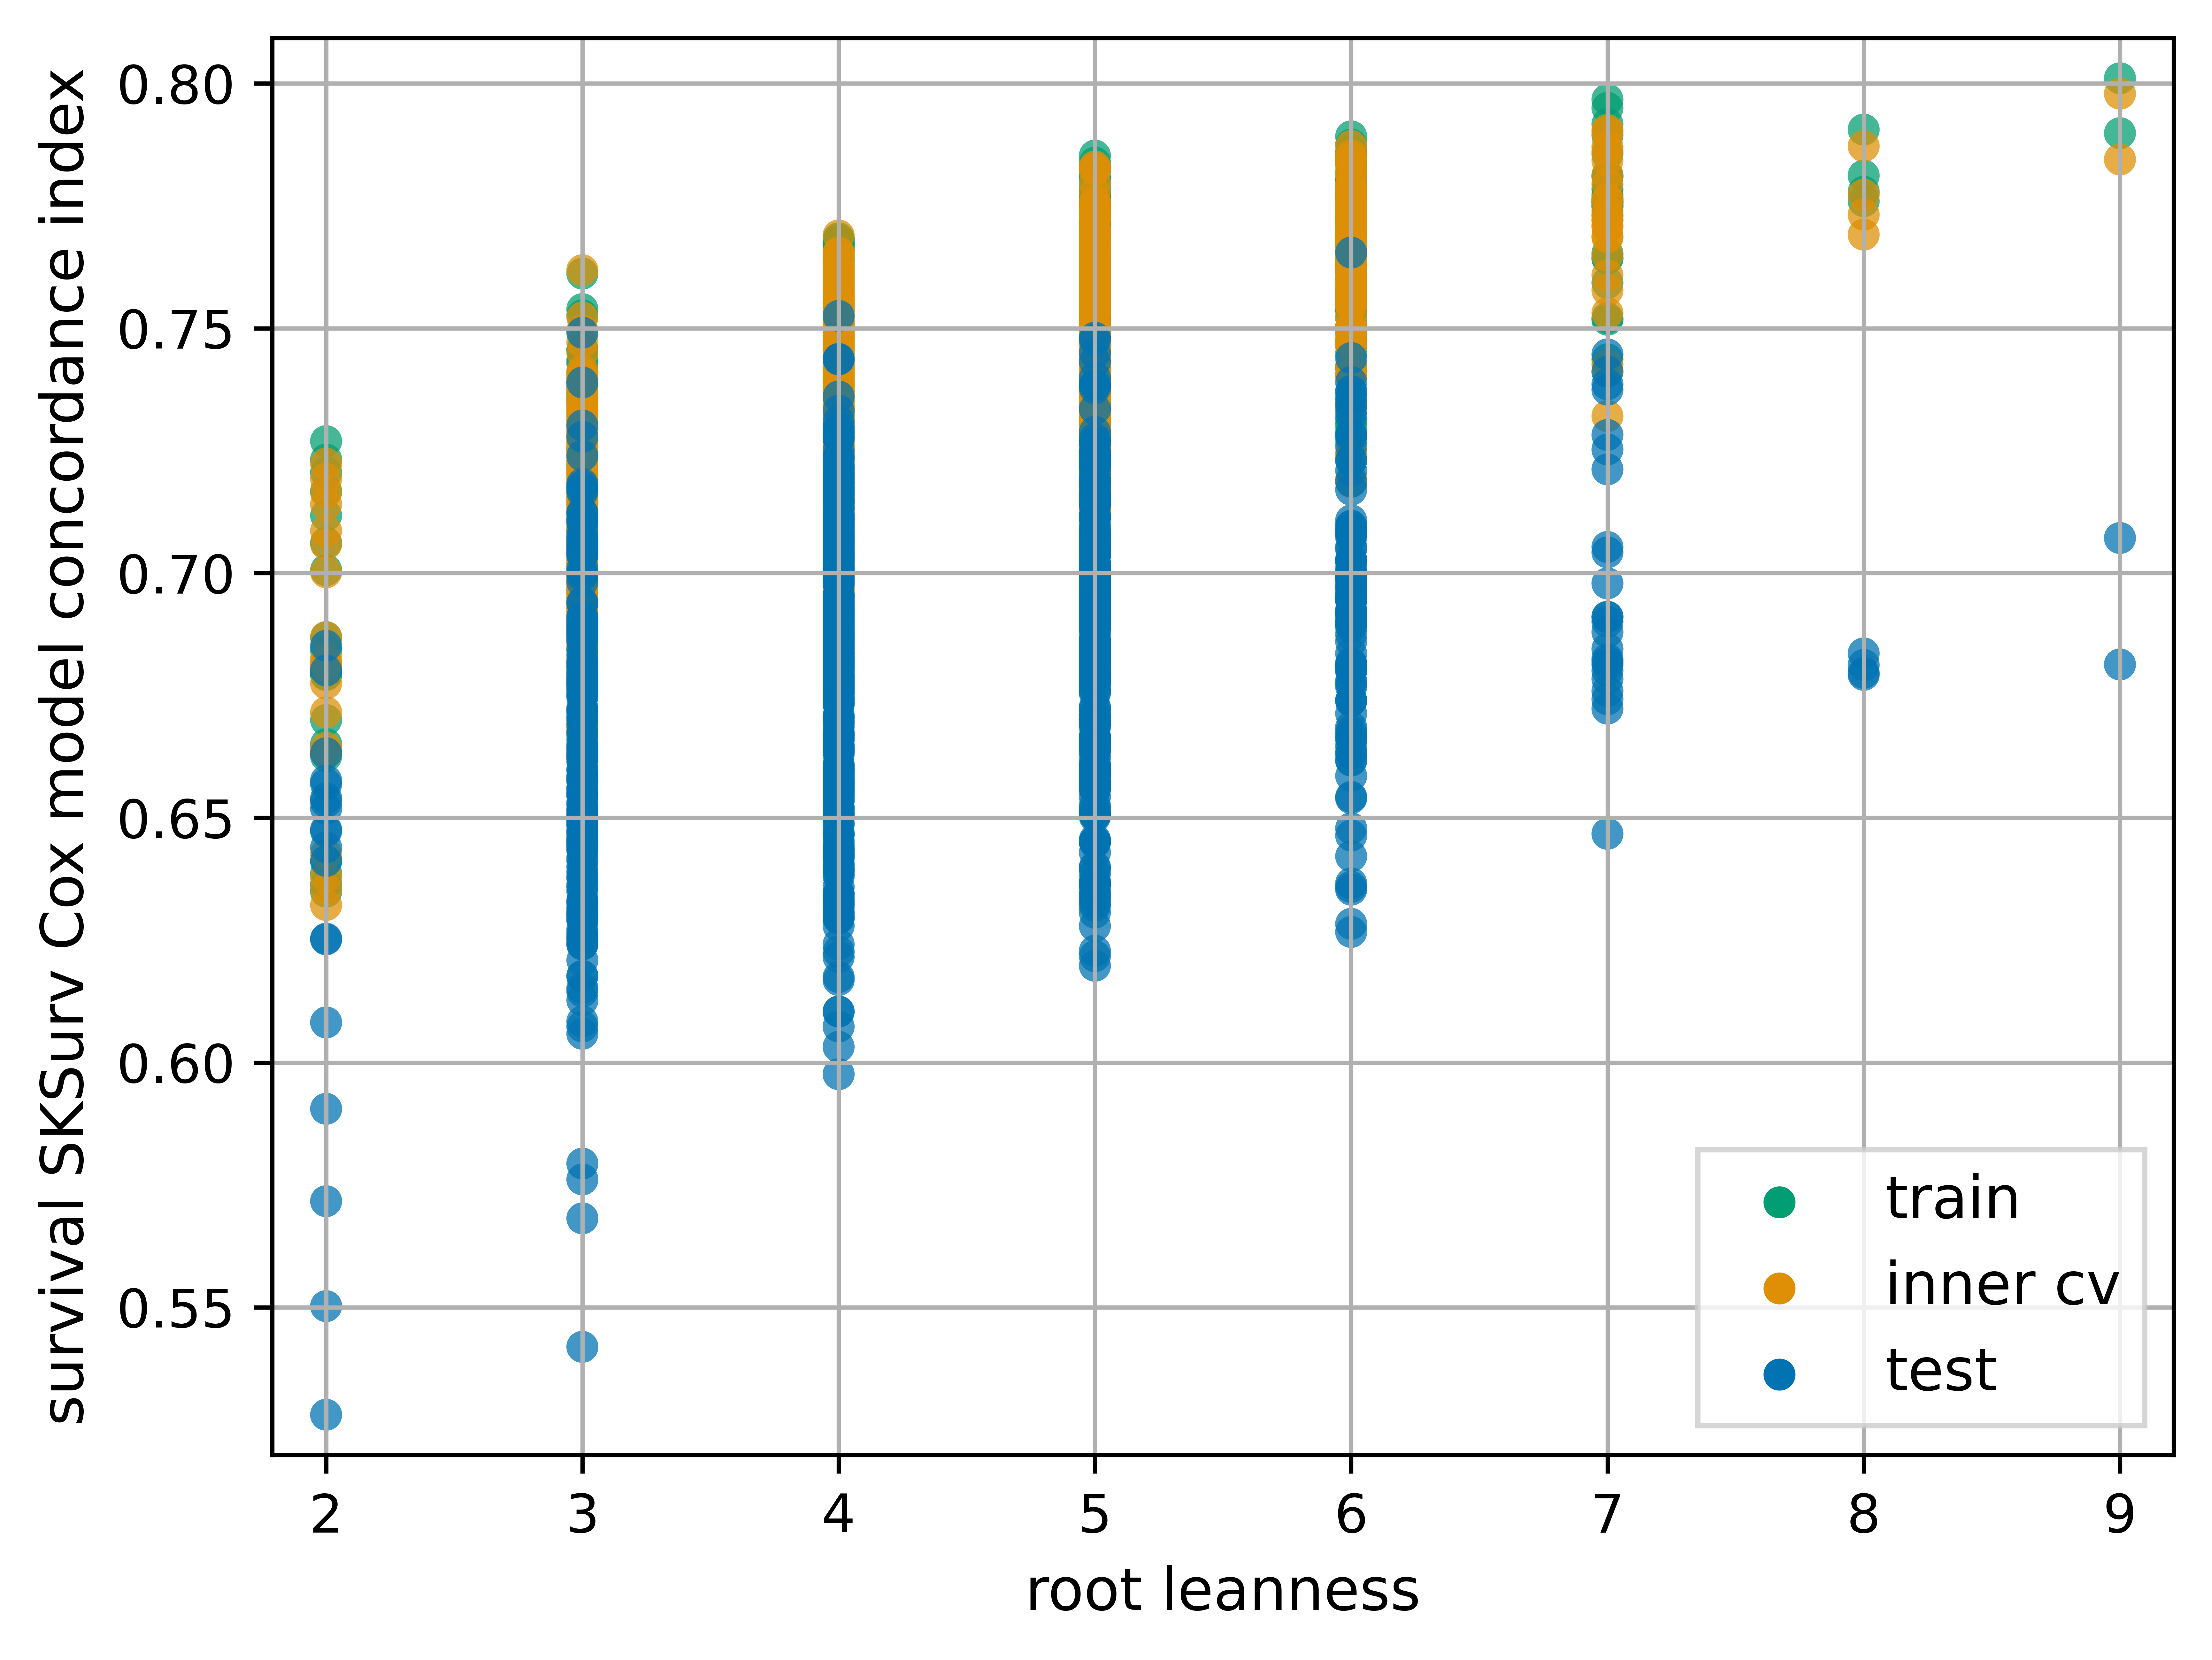 survival SKSurv Cox model concordance index
0.80
0.75
0.70
0.65
0.60
0.55
train
inner cv
test
2 3 4 5 6 7 8 9
root leanness